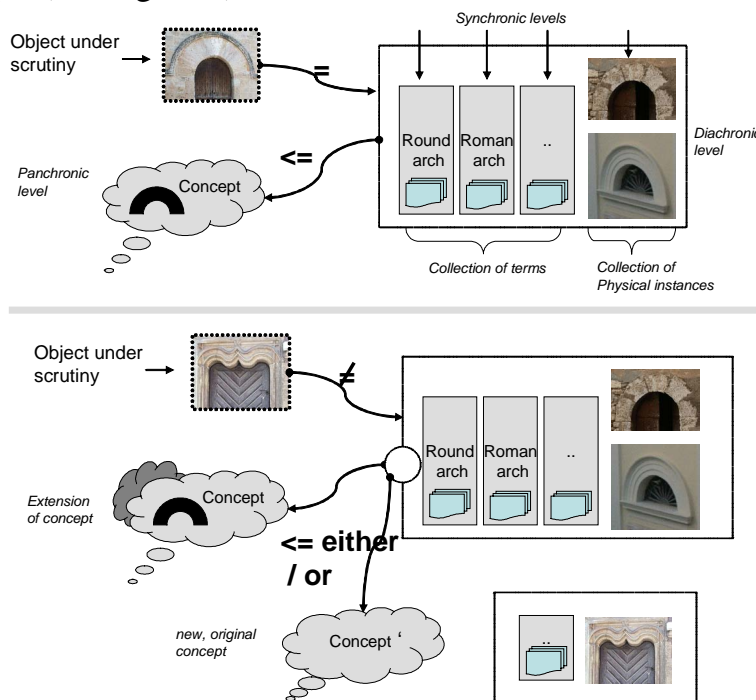 Synchronic levels
Object under
scrutiny
=
Round
arch
Roman
arch
..
Diachronic
level
<=
Panchronic
level
Concept
Collection of terms
Collection of
Physical instances
Object under
scrutiny
≠
Round
arch
Roman
arch
..
Extension
of concept
Concept
<= either
/ or
new, original
concept
Concept ‘
..